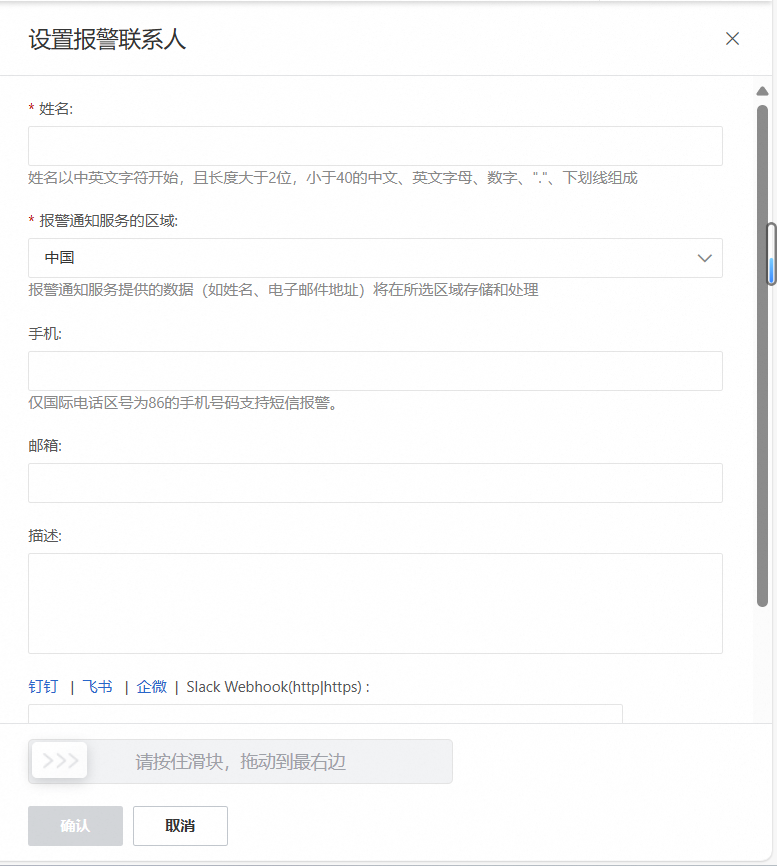 设置报警联系人
* 姓名:
姓名以中英文字符开始，且长度大于2位，小于40的中文、英文字母、数字、"."、下划线组成
* 报警通知服务的区域:
中国
报警通知服务提供的数据（如姓名、电子邮件地址）将在所选区域存储和处理
手机:
仅国际电话区号为86的手机号码支持短信报警。
邮箱:
描述:
钉钉 | 飞书 | 企微 | Slack Webhook(http|https) :
>>> 请按住滑块，拖动到最右边
确认 取消